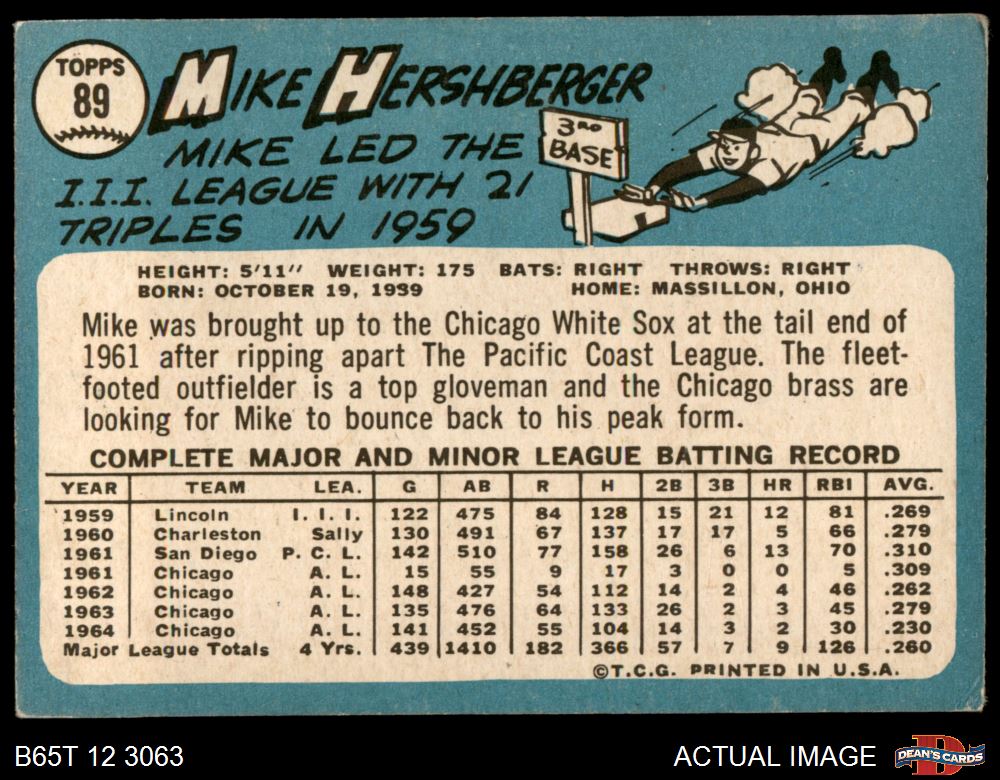 TOPPS
89
MIKE HERSHBERGER
MIKE LED THE
I.I.I. LEAGUE WITH 21
TRIPLES IN 1959
3RD
BASE
HEIGHT: 5'11" WEIGHT: 175 BATS: RIGHT THROWS: RIGHT
BORN: OCTOBER 19, 1939 HOME: MASSILLON, OHIO
Mike was brought up to the Chicago White Sox at the tail end of
1961 after ripping apart The Pacific Coast League. The fleet-
footed outfielder is a top gloveman and the Chicago brass are
looking for Mike to bounce back to his peak form.
COMPLETE MAJOR AND MINOR LEAGUE BATTING RECORD
YEAR TEAM LEA. G AB R H 2B 3B HR RBI AVG.
1959 Lincoln I. I. I. 122 475 84 128 15 21 12 81 .269
1960 Charleston Sally 130 491 67 137 17 17 5 66 .279
1961 San Diego P. C. L. 142 510 77 158 26 6 13 70 .310
1961 Chicago A. L. 15 55 9 17 3 0 0 5 .309
1962 Chicago A. L. 148 427 54 112 14 2 4 46 .262
1963 Chicago A. L. 135 476 64 133 26 2 3 45 .279
1964 Chicago A. L. 141 452 55 104 14 3 2 30 .230
Major League Totals 4 Yrs. 439 1410 182 366 57 7 9 126 .260
©T.C.G. PRINTED IN U.S.A.
B65T 12 3063 ACTUAL IMAGE
DEAN'S CARDS